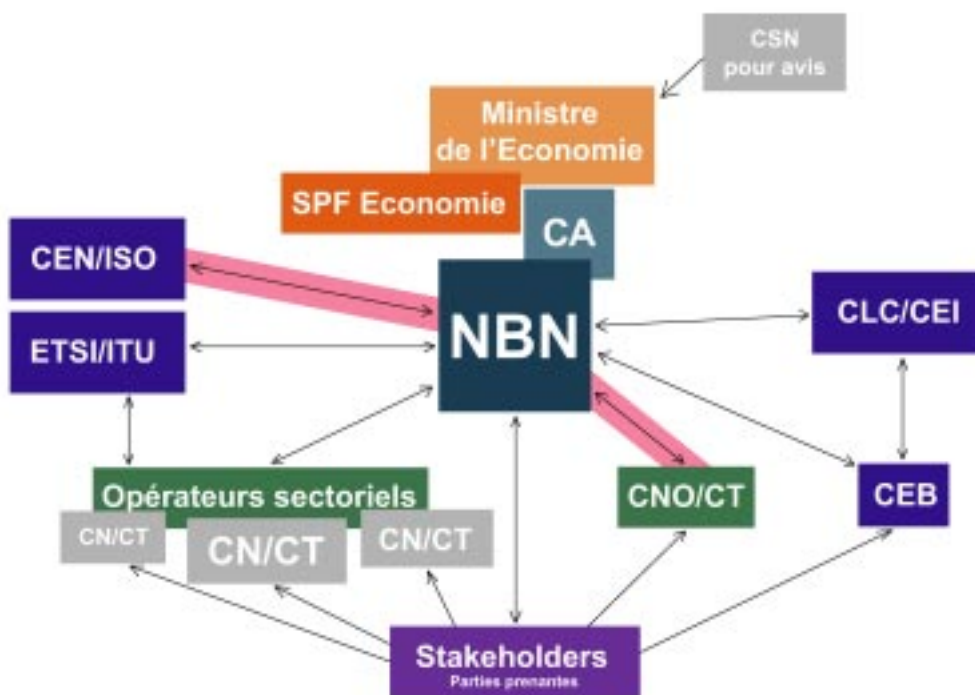 CSN
pour avis
Ministre
de l'Economie
SPF Economie
CA
CEN/ISO
NBN
CLC/CEI
ETSI/ITU
Opérateurs sectoriels
CNO/CT
CEB
CN/CT
CN/CT
CN/CT
Stakeholders
Parties prenantes